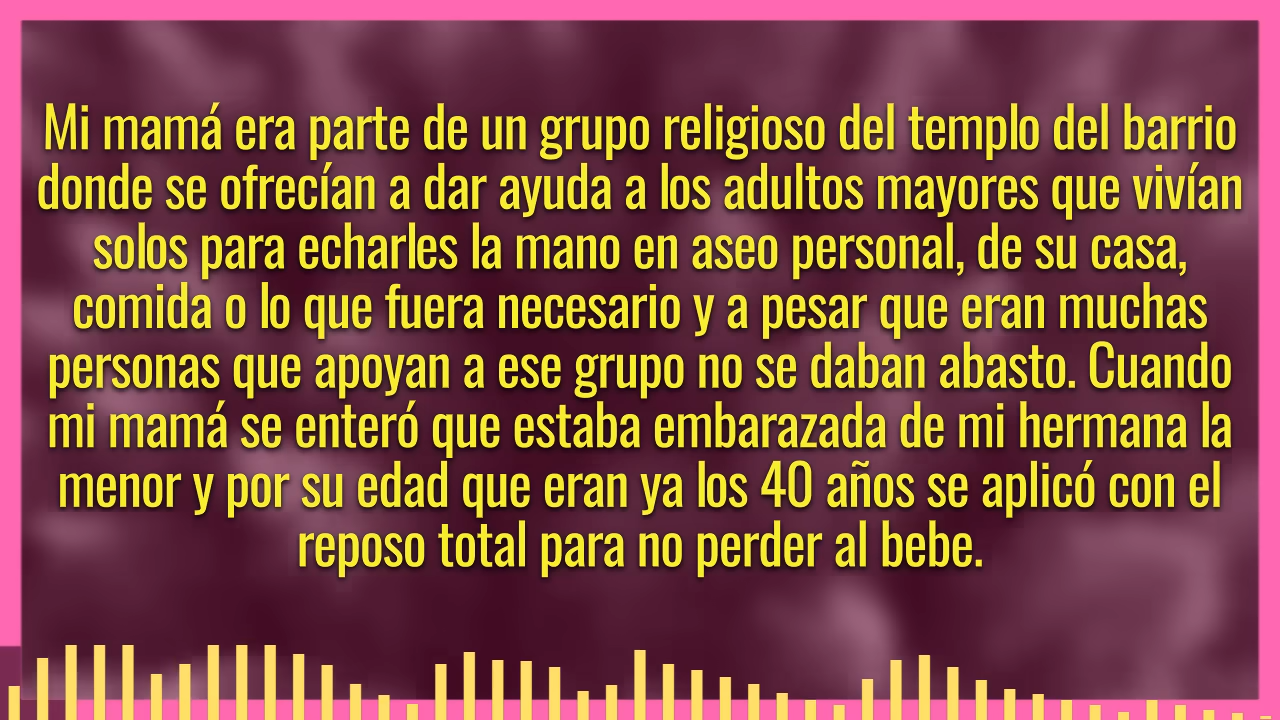 Mi mamá era parte de un grupo religioso del templo del barrio
donde se ofrecían a dar ayuda a los adultos mayores que vivían
solos para echarles la mano en aseo personal, de su casa,
comida o lo que fuera necesario y a pesar que eran muchas
personas que apoyan a ese grupo no se daban abasto. Cuando
mi mamá se enteró que estaba embarazada de mi hermana la
menor y por su edad que eran ya los 40 años se aplicó con el
reposo total para no perder al bebe.